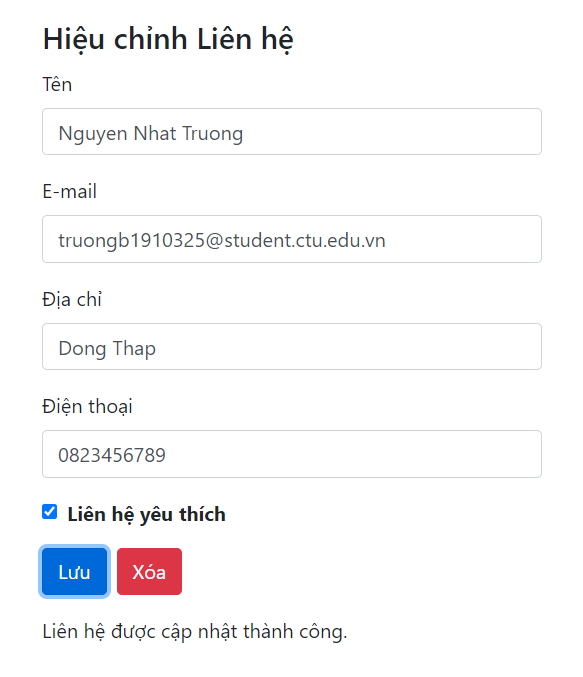 Hiệu chỉnh Liên hệ
Tên
Nguyen Nhat Truong
E-mail
truongb1910325@student.ctu.edu.vn
Địa chỉ
Dong Thap
Điện thoại
0823456789
Liên hệ yêu thích
Lưu Xóa
Liên hệ được cập nhật thành công.